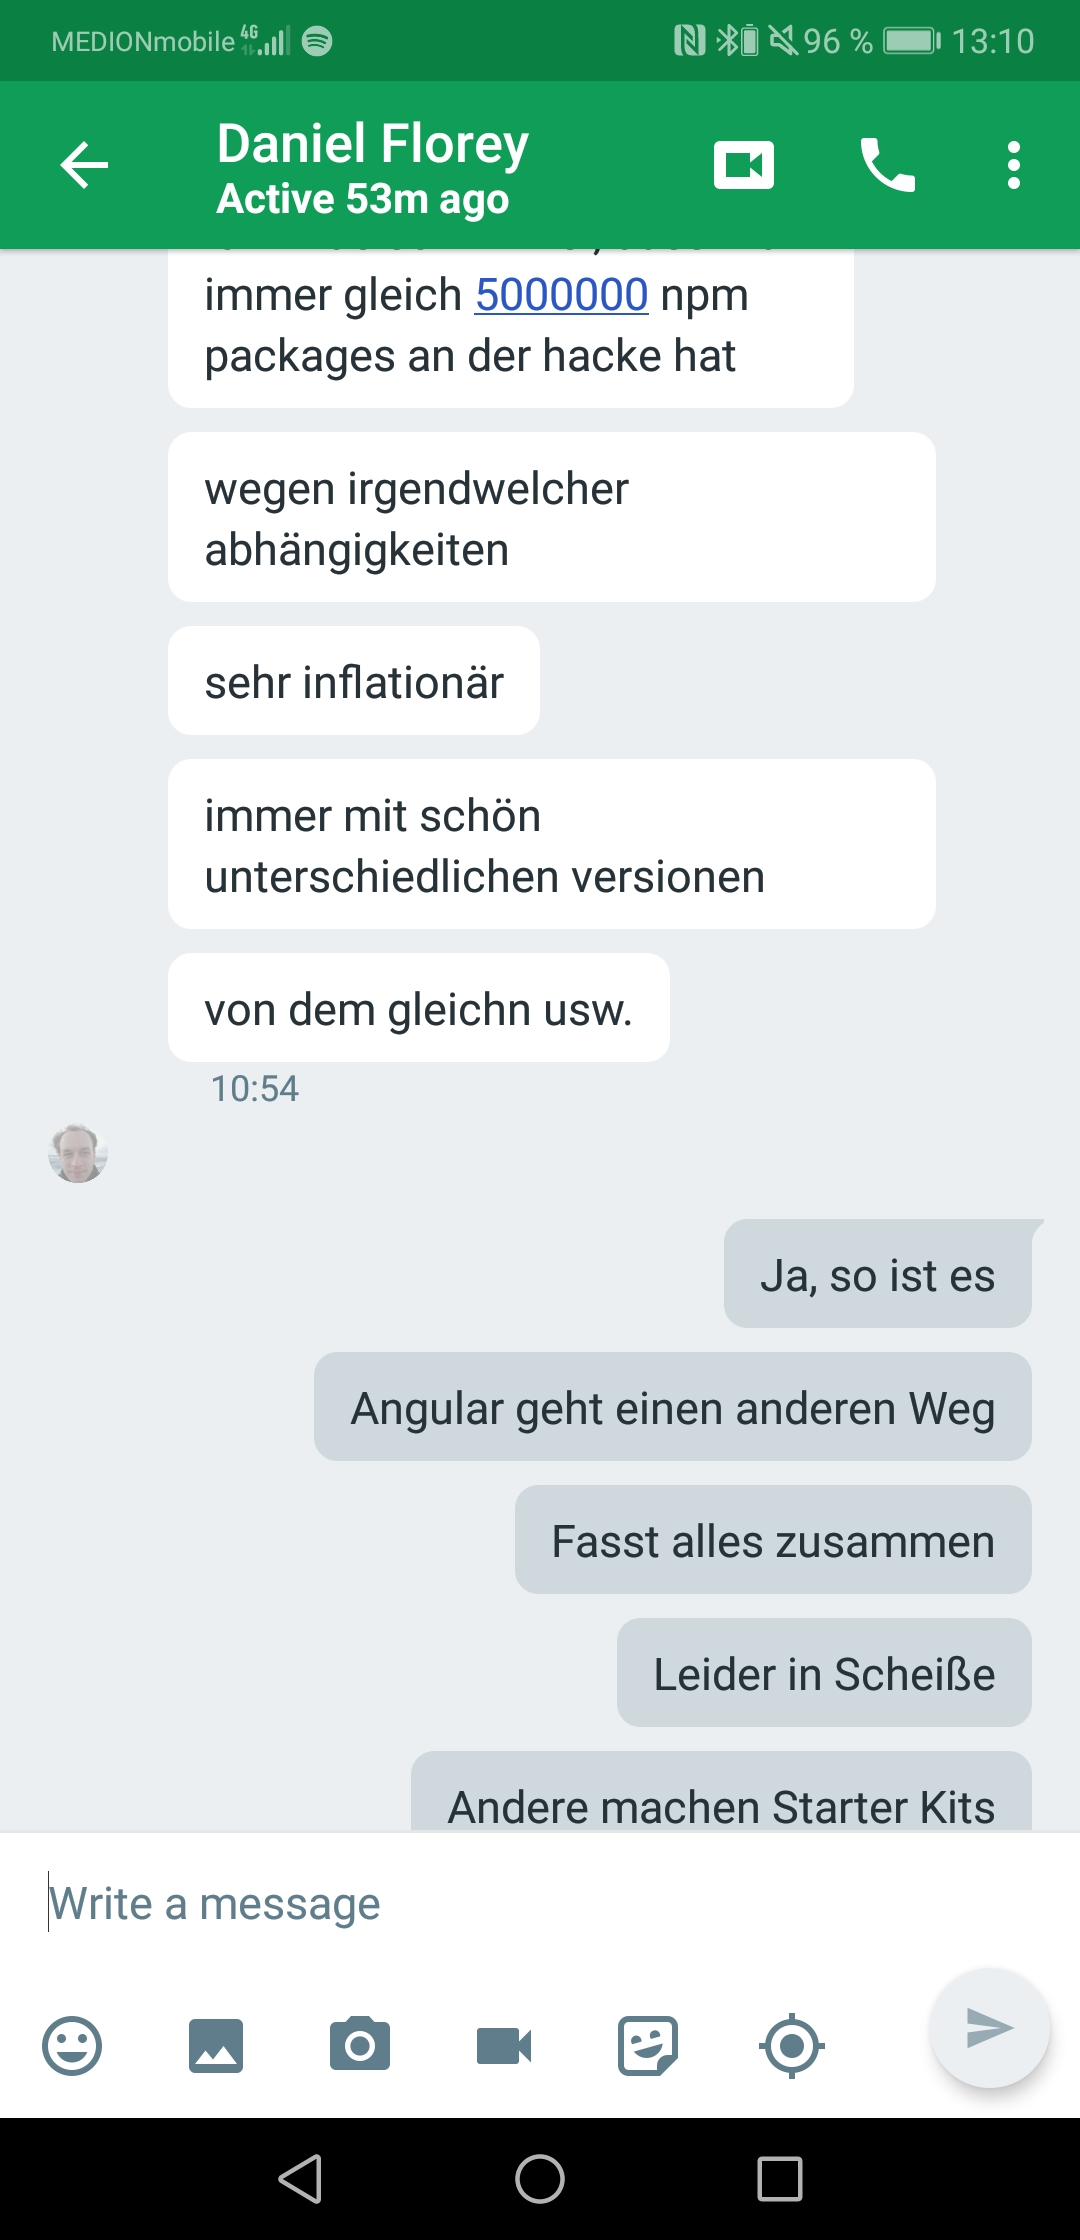 MEDIONmobile 4G 96 % 13:10
Daniel Florey
Active 53m ago
immer gleich 5000000 npm
packages an der hacke hat
wegen irgendwelcher
abhängigkeiten
sehr inflationär
immer mit schön
unterschiedlichen versionen
von dem gleichn usw.
10:54
Ja, so ist es
Angular geht einen anderen Weg
Fasst alles zusammen
Leider in Scheiße
Andere machen Starter Kits
Write a message